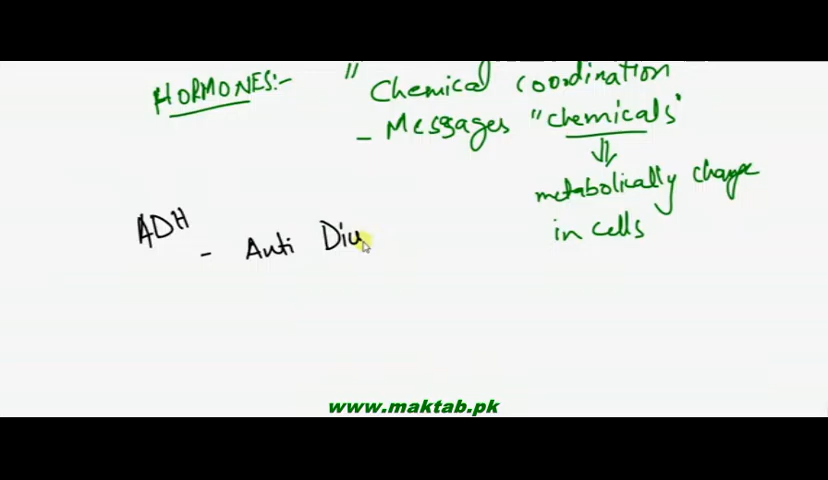 HORMONES:- " Chemical coordination
- Messages "chemicals"
⇓
metabolically change
in cells
ADH
- Anti Diu
www.maktab.pk